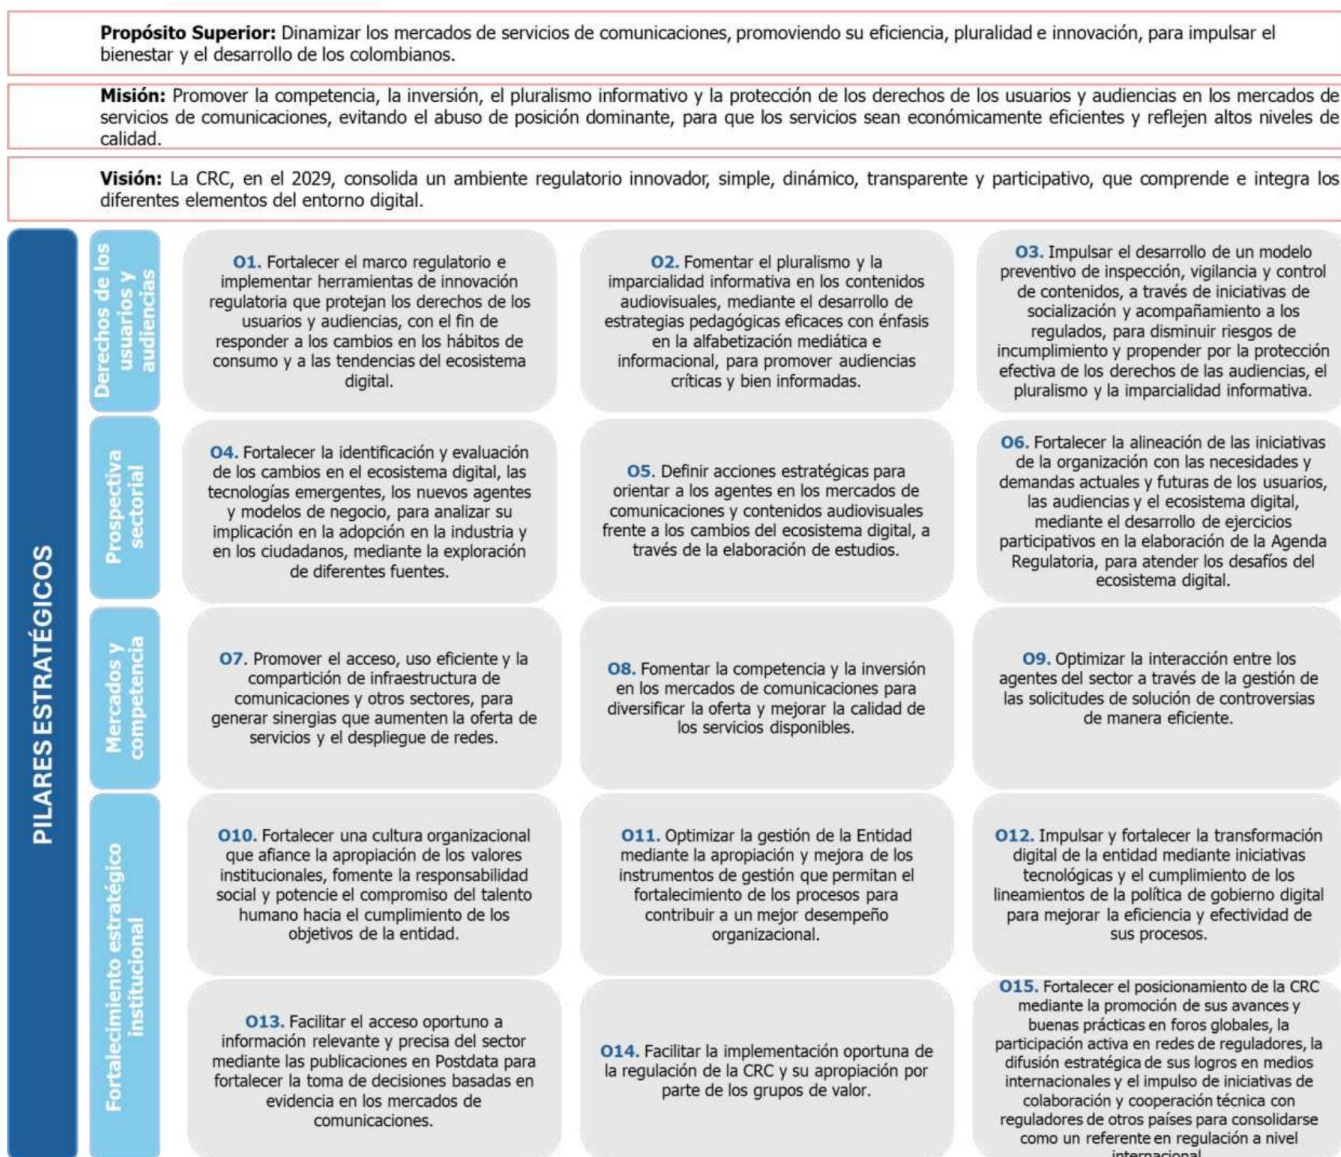 Propósito Superior: Dinamizar los mercados de servicios de comunicaciones, promoviendo su eficiencia, pluralidad e innovación, para impulsar el
bienestar y el desarrollo de los colombianos.
Misión: Promover la competencia, la inversión, el pluralismo informativo y la protección de los derechos de los usuarios y audiencias en los mercados de
servicios de comunicaciones, evitando el abuso de posición dominante, para que los servicios sean económicamente eficientes y reflejen altos niveles de
calidad.
Visión: La CRC, en el 2029, consolida un ambiente regulatorio innovador, simple, dinámico, transparente y participativo, que comprende e integra los
diferentes elementos del entorno digital.
PILARES ESTRATÉGICOS
Derechos de los
usuarios y
audiencias
O1. Fortalecer el marco regulatorio e
implementar herramientas de innovación
regulatoria que protejan los derechos de los
usuarios y audiencias, con el fin de
responder a los cambios en los hábitos de
consumo y a las tendencias del ecosistema
digital.
O2. Fomentar el pluralismo y la
imparcialidad informativa en los contenidos
audiovisuales, mediante el desarrollo de
estrategias pedagógicas eficaces con énfasis
en la alfabetización mediática e
informacional, para promover audiencias
críticas y bien informadas.
O3. Impulsar el desarrollo de un modelo
preventivo de inspección, vigilancia y control
de contenidos, a través de iniciativas de
socialización y acompañamiento a los
regulados, para disminuir riesgos de
incumplimiento y propender por la protección
efectiva de los derechos de las audiencias, el
pluralismo y la imparcialidad informativa.
Prospectiva
sectorial
O4. Fortalecer la identificación y evaluación
de los cambios en el ecosistema digital, las
tecnologías emergentes, los nuevos agentes
y modelos de negocio, para analizar su
implicación en la adopción en la industria y
en los ciudadanos, mediante la exploración
de diferentes fuentes.
O5. Definir acciones estratégicas para
orientar a los agentes en los mercados de
comunicaciones y contenidos audiovisuales
frente a los cambios del ecosistema digital, a
través de la elaboración de estudios.
O6. Fortalecer la alineación de las iniciativas
de la organización con las necesidades y
demandas actuales y futuras de los usuarios,
las audiencias y el ecosistema digital,
mediante el desarrollo de ejercicios
participativos en la elaboración de la Agenda
Regulatoria, para atender los desafíos del
ecosistema digital.
Mercados y
competencia
O7. Promover el acceso, uso eficiente y la
compartición de infraestructura de
comunicaciones y otros sectores, para
generar sinergias que aumenten la oferta de
servicios y el despliegue de redes.
O8. Fomentar la competencia y la inversión
en los mercados de comunicaciones para
diversificar la oferta y mejorar la calidad de
los servicios disponibles.
O9. Optimizar la interacción entre los
agentes del sector a través de la gestión de
las solicitudes de solución de controversias
de manera eficiente.
Fortalecimiento estratégico
institucional
O10. Fortalecer una cultura organizacional
que afiance la apropiación de los valores
institucionales, fomente la responsabilidad
social y potencie el compromiso del talento
humano hacia el cumplimiento de los
objetivos de la entidad.
O11. Optimizar la gestión de la Entidad
mediante la apropiación y mejora de los
instrumentos de gestión que permitan el
fortalecimiento de los procesos para
contribuir a un mejor desempeño
organizacional.
O12. Impulsar y fortalecer la transformación
digital de la entidad mediante iniciativas
tecnológicas y el cumplimiento de los
lineamientos de la política de gobierno digital
para mejorar la eficiencia y efectividad de
sus procesos.
O13. Facilitar el acceso oportuno a
información relevante y precisa del sector
mediante las publicaciones en Postdata para
fortalecer la toma de decisiones basadas en
evidencia en los mercados de
comunicaciones.
O14. Facilitar la implementación oportuna de
la regulación de la CRC y su apropiación por
parte de los grupos de valor.
O15. Fortalecer el posicionamiento de la CRC
mediante la promoción de sus avances y
buenas prácticas en foros globales, la
participación activa en redes de reguladores, la
difusión estratégica de sus logros en medios
internacionales y el impulso de iniciativas de
colaboración y cooperación técnica con
reguladores de otros países para consolidarse
como un referente en regulación a nivel
internacional